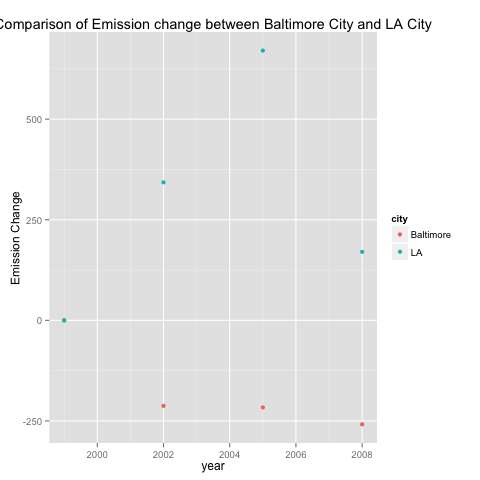 Comparison of Emission change between Baltimore City and LA City
500
250
0
-250
Emission Change
2000 2002 2004 2006 2008
year
city
Baltimore
LA